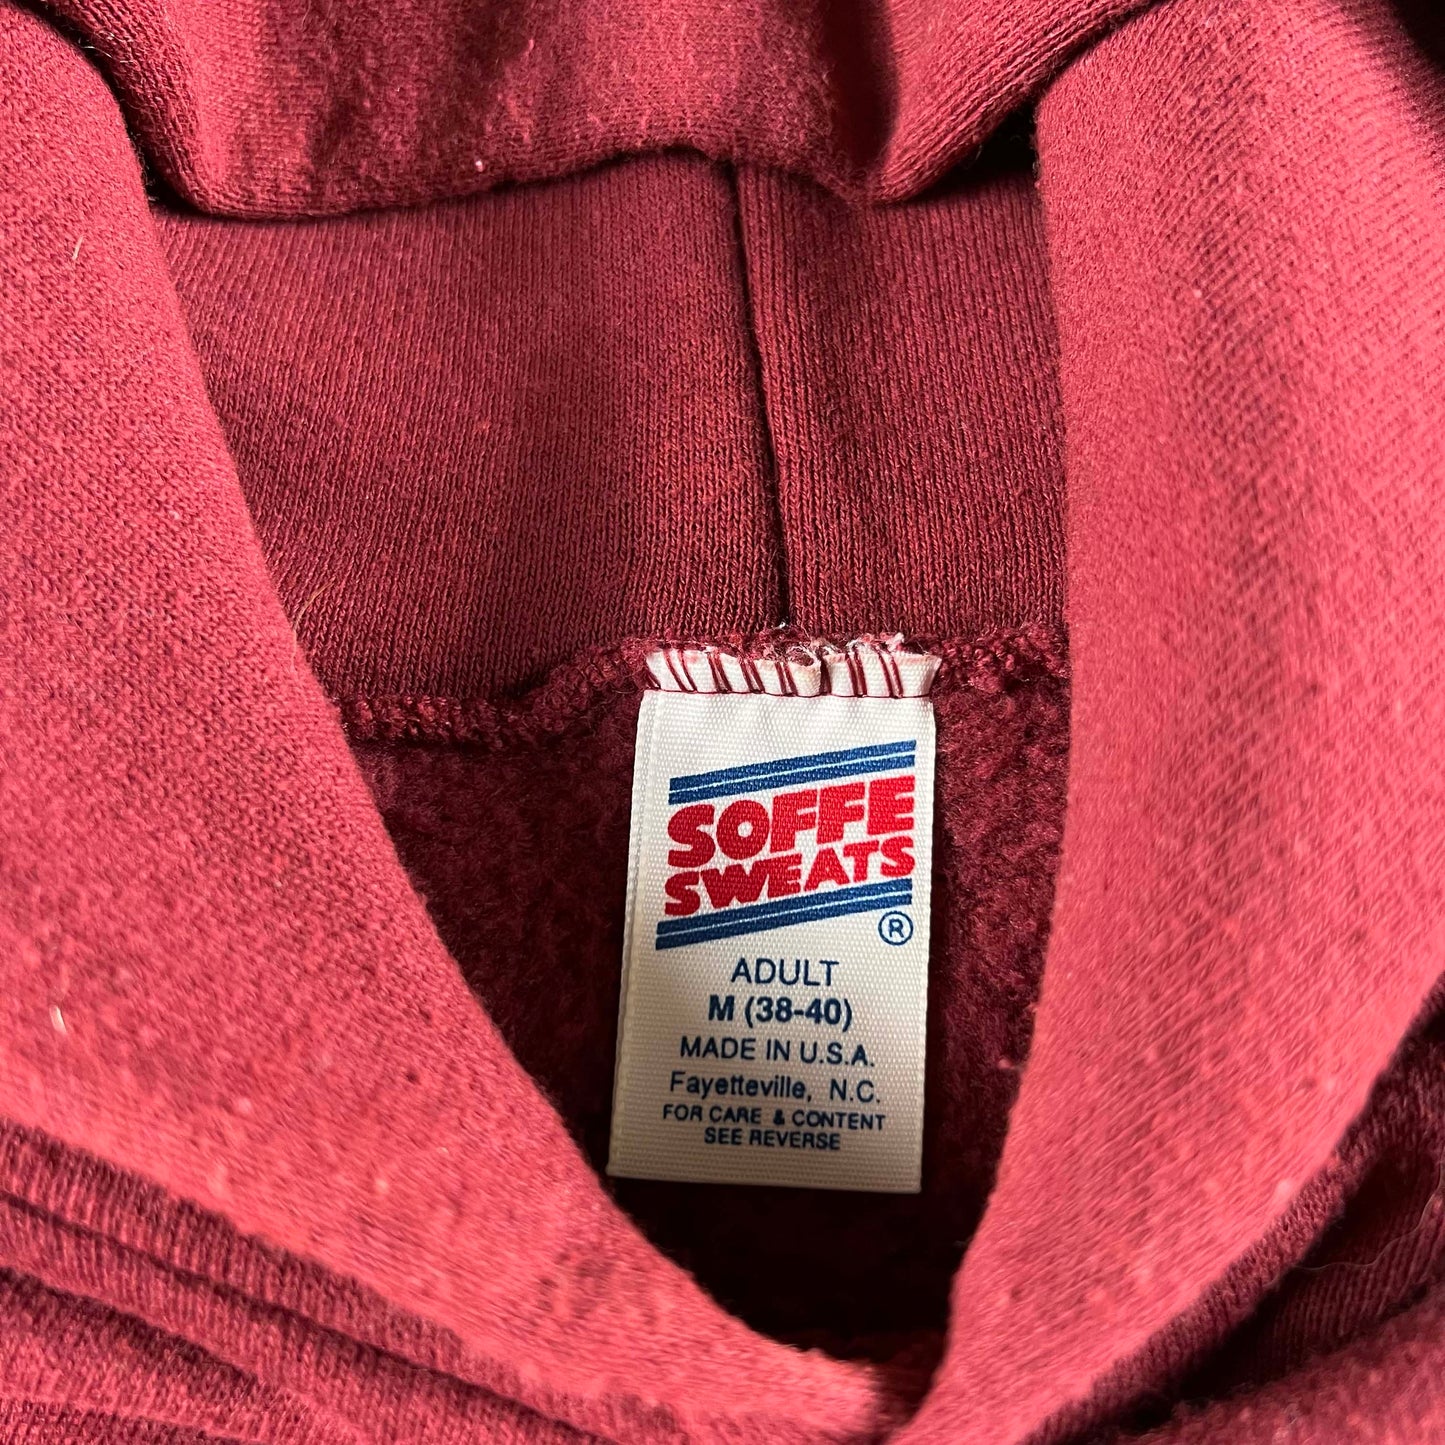 SOFFE
SWEATS
®
ADULT
M (38-40)
MADE IN U.S.A.
Fayetteville, N.C.
FOR CARE & CONTENT
SEE REVERSE